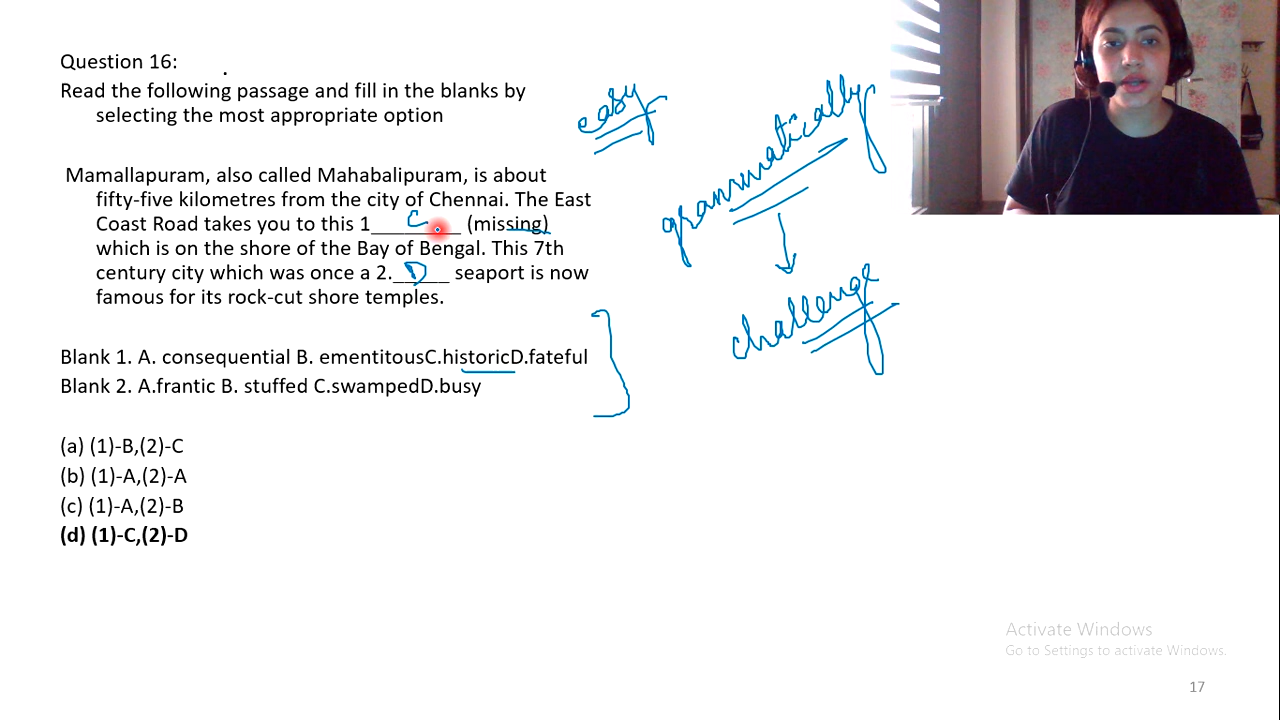 Question 16:
Read the following passage and fill in the blanks by
selecting the most appropriate option
easy
grammatically
challenge
Mamallapuram, also called Mahabalipuram, is about
fifty-five kilometres from the city of Chennai. The East
Coast Road takes you to this 1___C_____ (missing)
which is on the shore of the Bay of Bengal. This 7th
century city which was once a 2.__D___ seaport is now
famous for its rock-cut shore temples.
Blank 1. A. consequential B. ementitousC.historicD.fateful
Blank 2. A.frantic B. stuffed C.swampedD.busy
(a) (1)-B,(2)-C
(b) (1)-A,(2)-A
(c) (1)-A,(2)-B
(d) (1)-C,(2)-D
Activate Windows
Go to Settings to activate Windows.
17